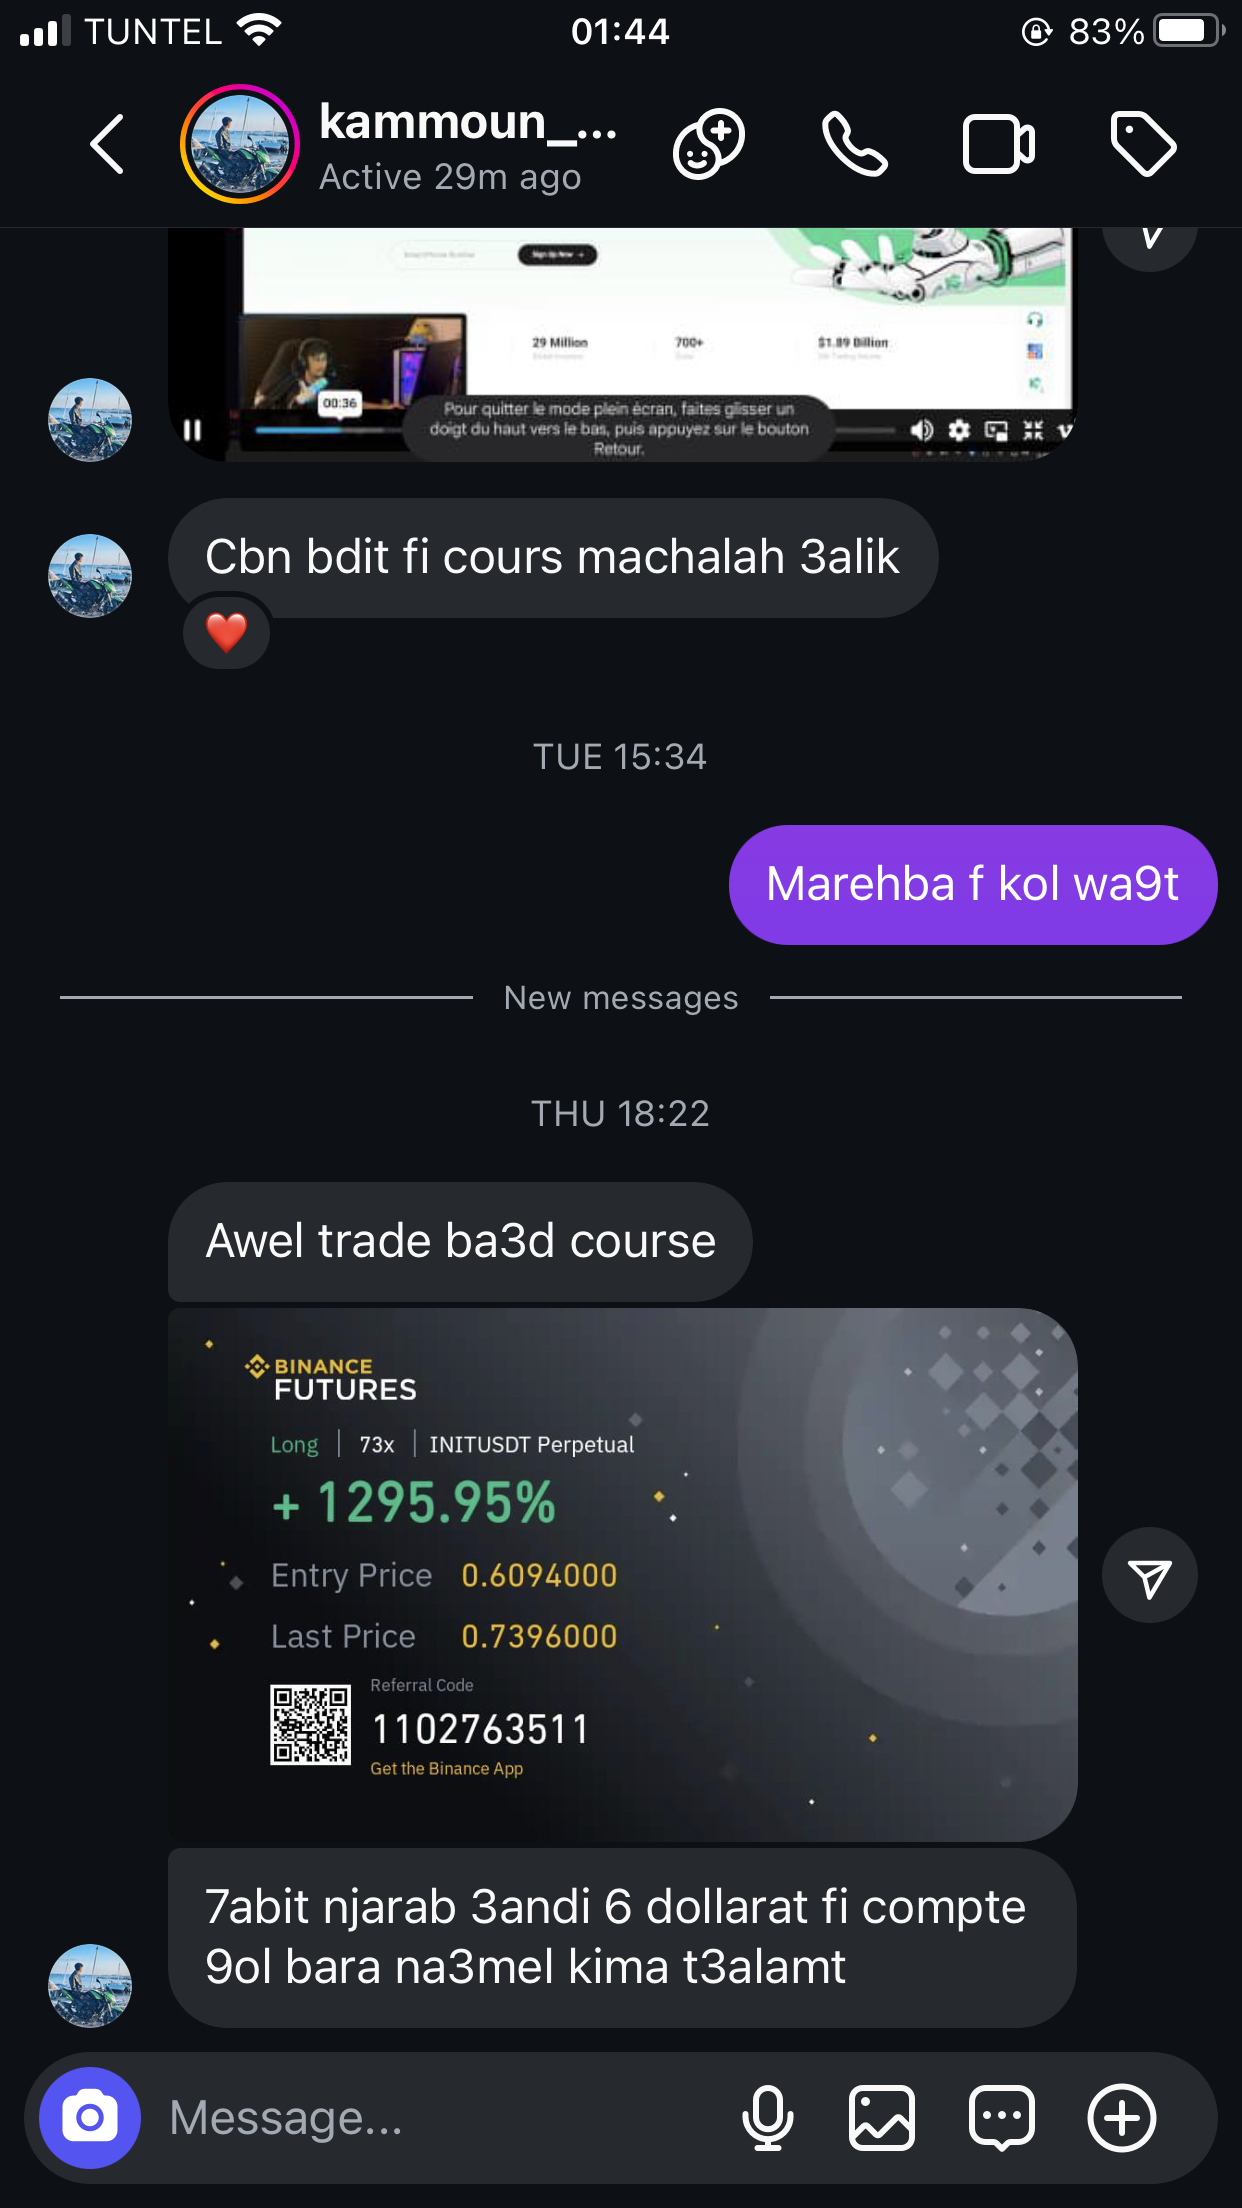 TUNTEL
01:44
83%
kammoun_...
Active 29m ago
Sign Up Now →
29 Million
700+
$1.89 Billion
00:36
Pour quitter le mode plein écran, faites glisser un
doigt du haut vers le bas, puis appuyez sur le bouton
Retour.
Cbn bdit fi cours machalah 3alik
TUE 15:34
Marehba f kol wa9t
New messages
THU 18:22
Awel trade ba3d course
BINANCE
FUTURES
Long | 73x | INITUSDT Perpetual
+ 1295.95%
Entry Price 0.6094000
Last Price 0.7396000
Referral Code
1102763511
Get the Binance App
7abit njarab 3andi 6 dollarat fi compte
9ol bara na3mel kima t3alamt
Message...